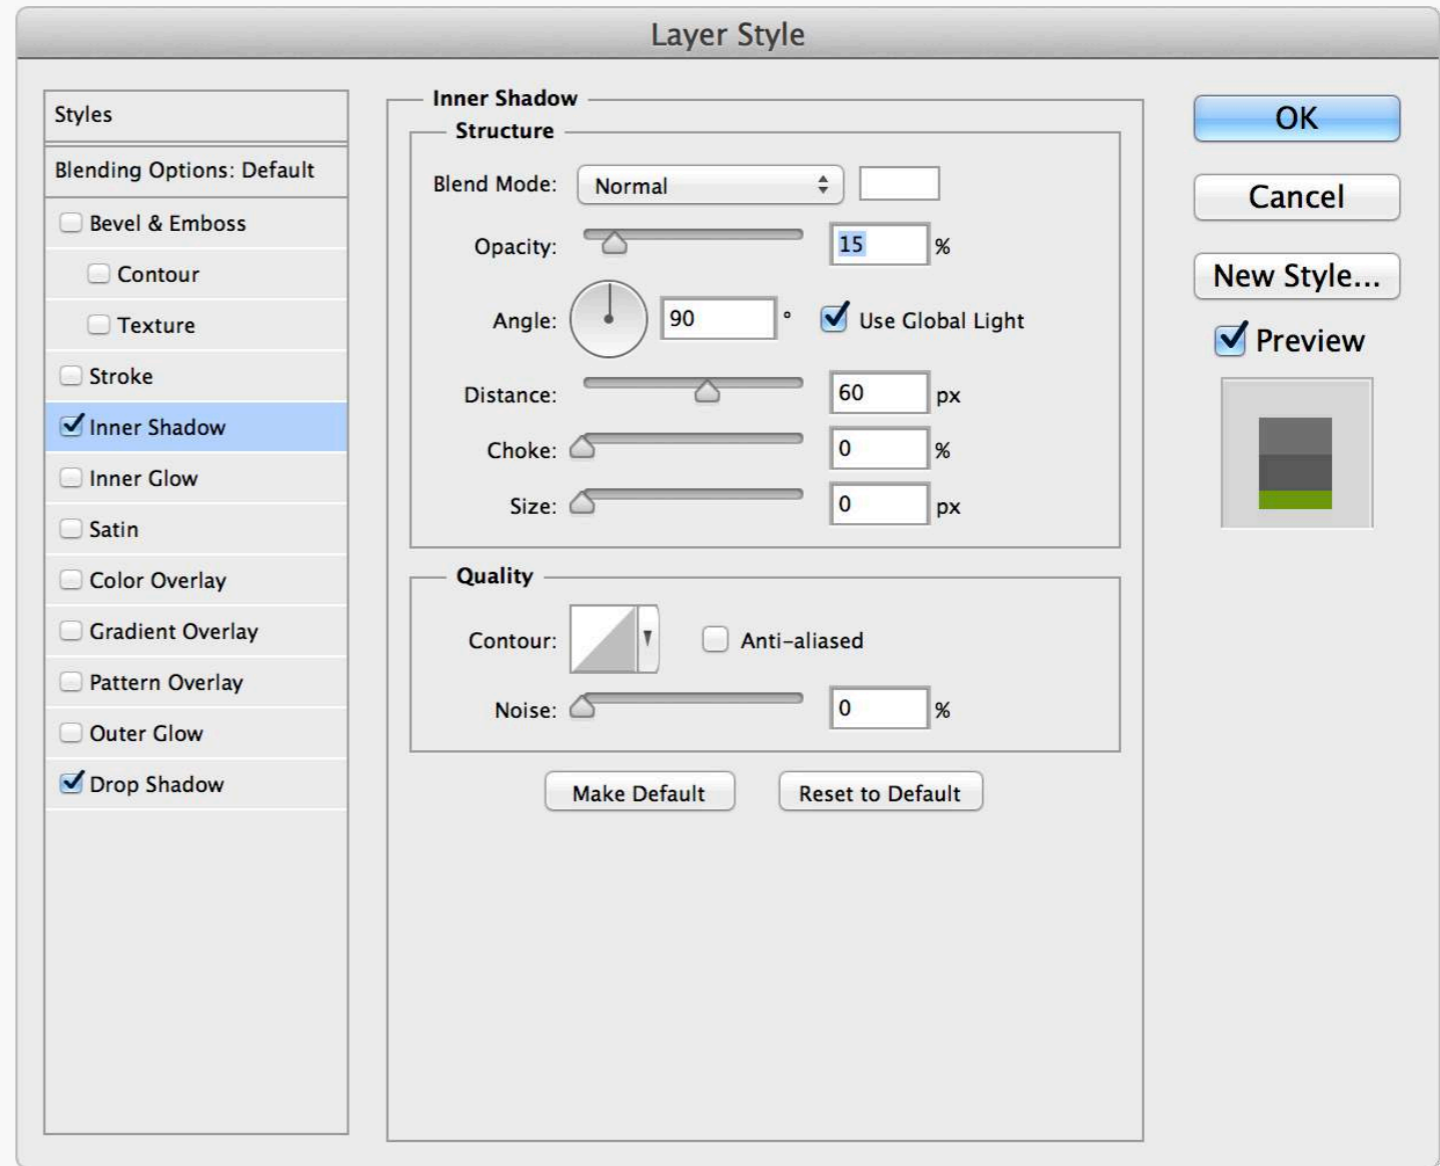 Layer Style
Styles
Blending Options: Default
Bevel & Emboss
Contour
Texture
Stroke
Inner Shadow
Inner Glow
Satin
Color Overlay
Gradient Overlay
Pattern Overlay
Outer Glow
Drop Shadow
Inner Shadow
Structure
Blend Mode: Normal
Opacity: 15 %
Angle: 90 ° Use Global Light
Distance: 60 px
Choke: 0 %
Size: 0 px
Quality
Contour: Anti-aliased
Noise: 0 %
Make Default Reset to Default
OK
Cancel
New Style...
Preview